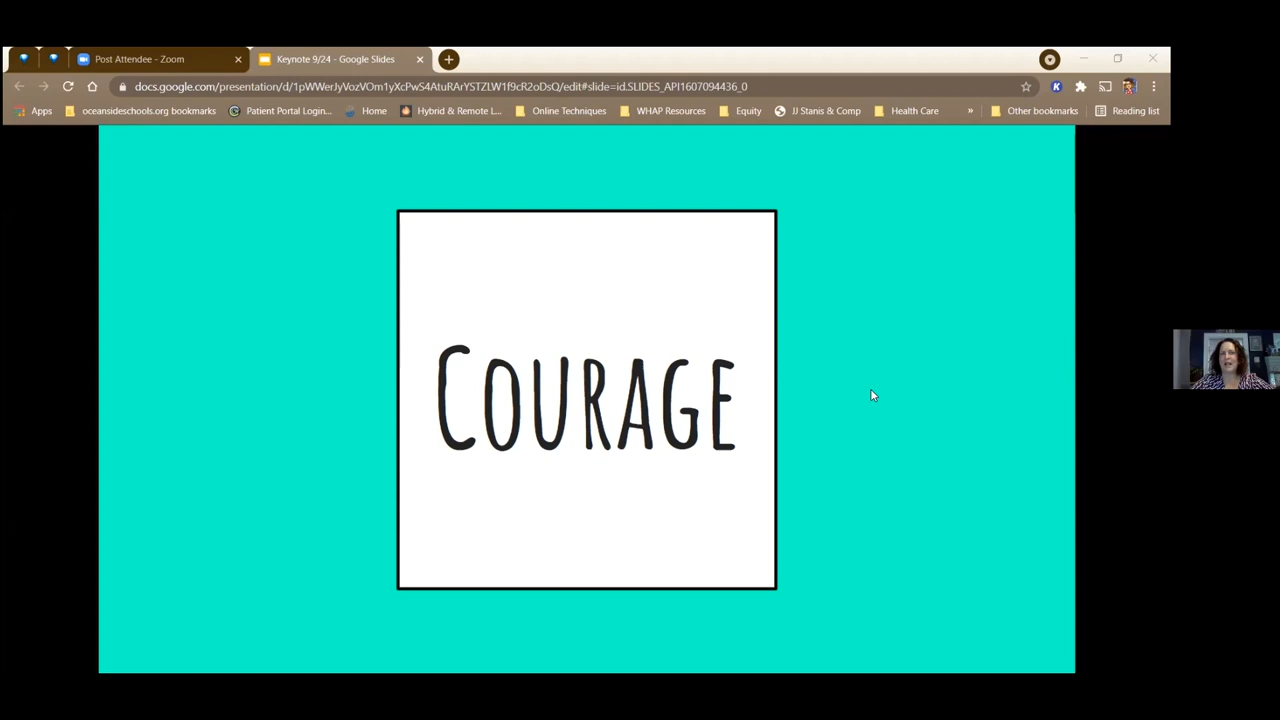 Post Attendee - Zoom
Keynote 9/24 - Google Slides
docs.google.com/presentation/d/1pWWerJyVozVOm1yXcPwS4AtuRArYSTZLW1f9cR2oDsQ/edit#slide=id.SLIDES_API1607094436_0
Apps oceansideschools.org bookmarks Patient Portal Login... Home Hybrid & Remote L... Online Techniques WHAP Resources Equity JJ Stanis & Comp Health Care » Other bookmarks Reading list
COURAGE